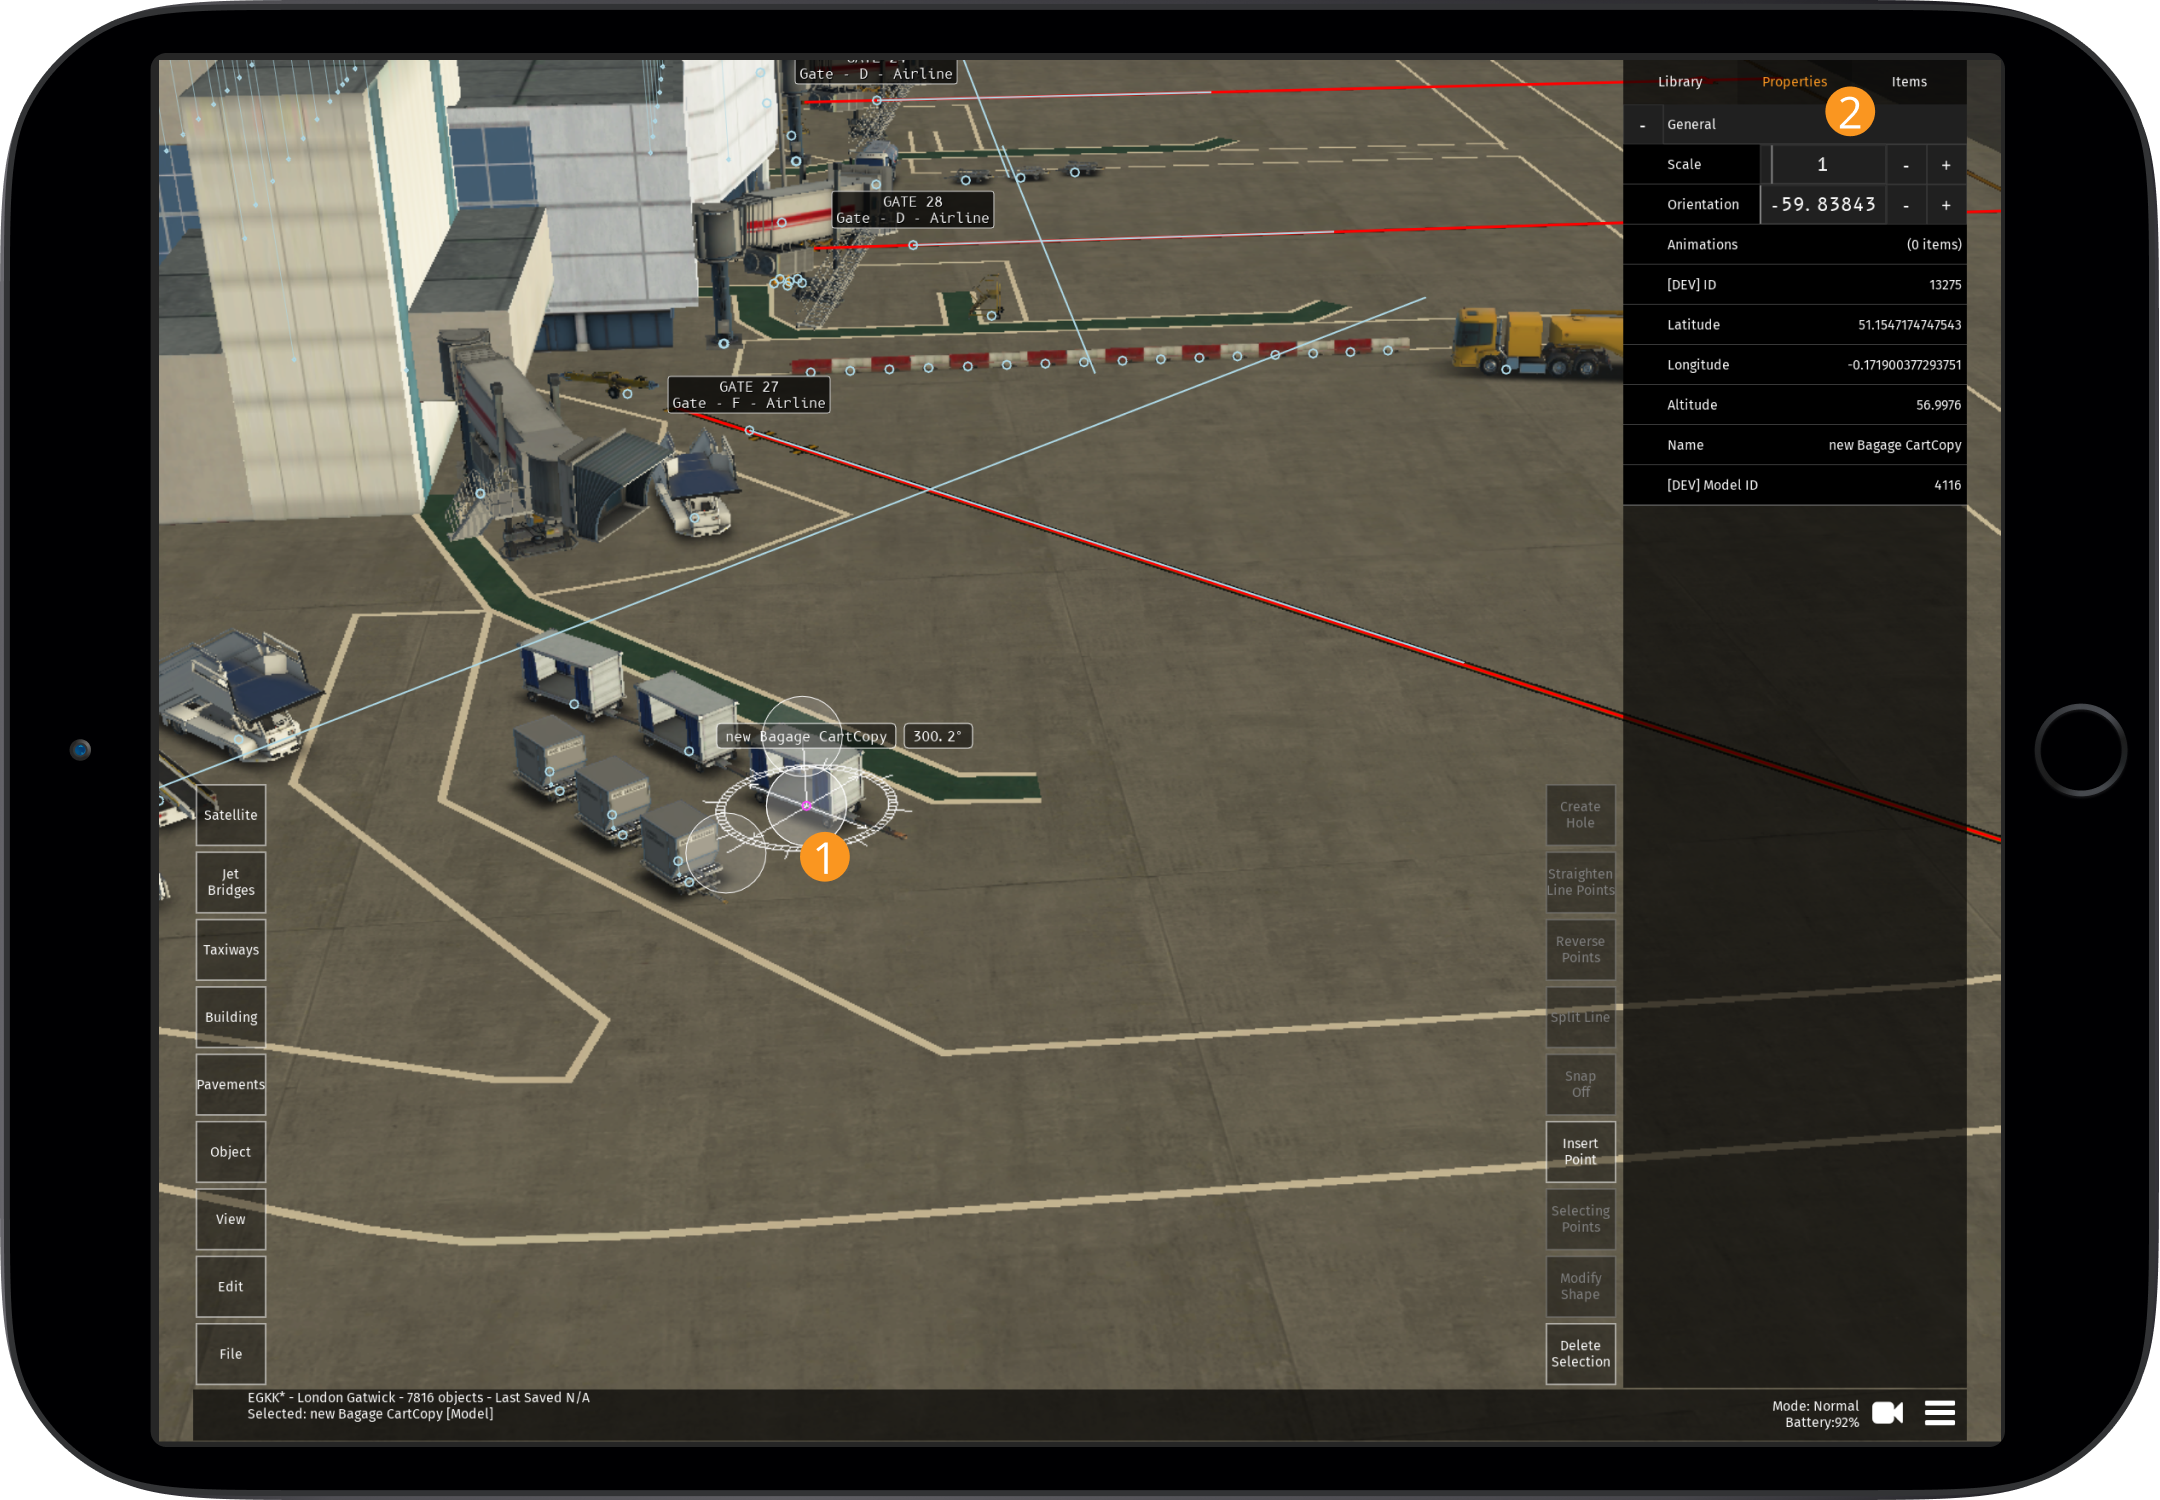 Gate - D - Airline
GATE 28
Gate - D - Airline
GATE 27
Gate - F - Airline
new Bagage CartCopy
300.2°
1
Satellite
Jet
Bridges
Taxiways
Building
Pavements
Object
View
Edit
File
Create
Hole
Straighten
Line Points
Reverse
Points
Split Line
Snap
Off
Insert
Point
Selecting
Points
Modify
Shape
Delete
Selection
Library Properties Items
2
- General
Scale 1 - +
Orientation -59.83843 - +
Animations (0 items)
[DEV] ID 13275
Latitude 51.1547174747543
Longitude -0.171900377293751
Altitude 56.9976
Name new Bagage CartCopy
[DEV] Model ID 4116
EGKK* - London Gatwick - 7816 objects - Last Saved N/A
Selected: new Bagage CartCopy [Model]
Mode: Normal
Battery:92%